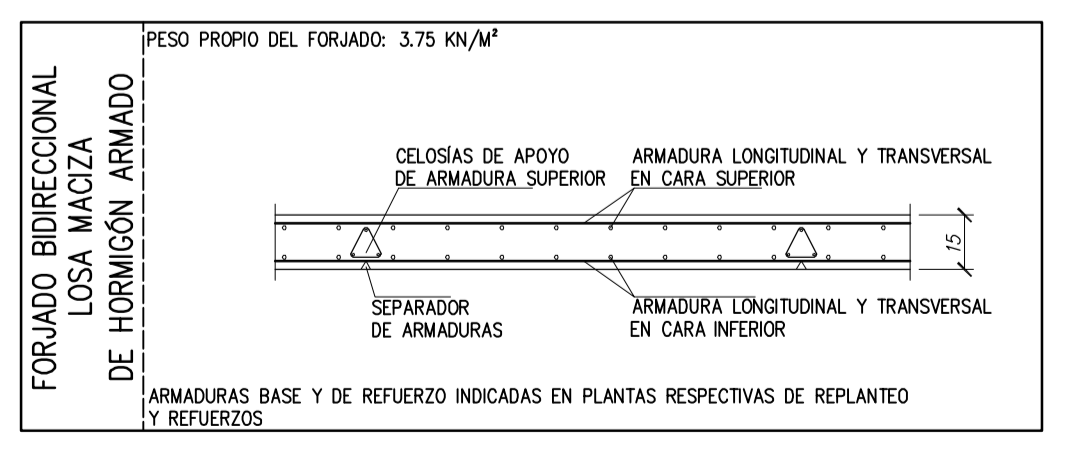 FORJADO BIDIRECCIONAL
LOSA MACIZA
DE HORMIGÓN ARMADO
PESO PROPIO DEL FORJADO: 3.75 KN/M²
CELOSÍAS DE APOYO
DE ARMADURA SUPERIOR
ARMADURA LONGITUDINAL Y TRANSVERSAL
EN CARA SUPERIOR
15
SEPARADOR
DE ARMADURAS
ARMADURA LONGITUDINAL Y TRANSVERSAL
EN CARA INFERIOR
ARMADURAS BASE Y DE REFUERZO INDICADAS EN PLANTAS RESPECTIVAS DE REPLANTEO
Y REFUERZOS